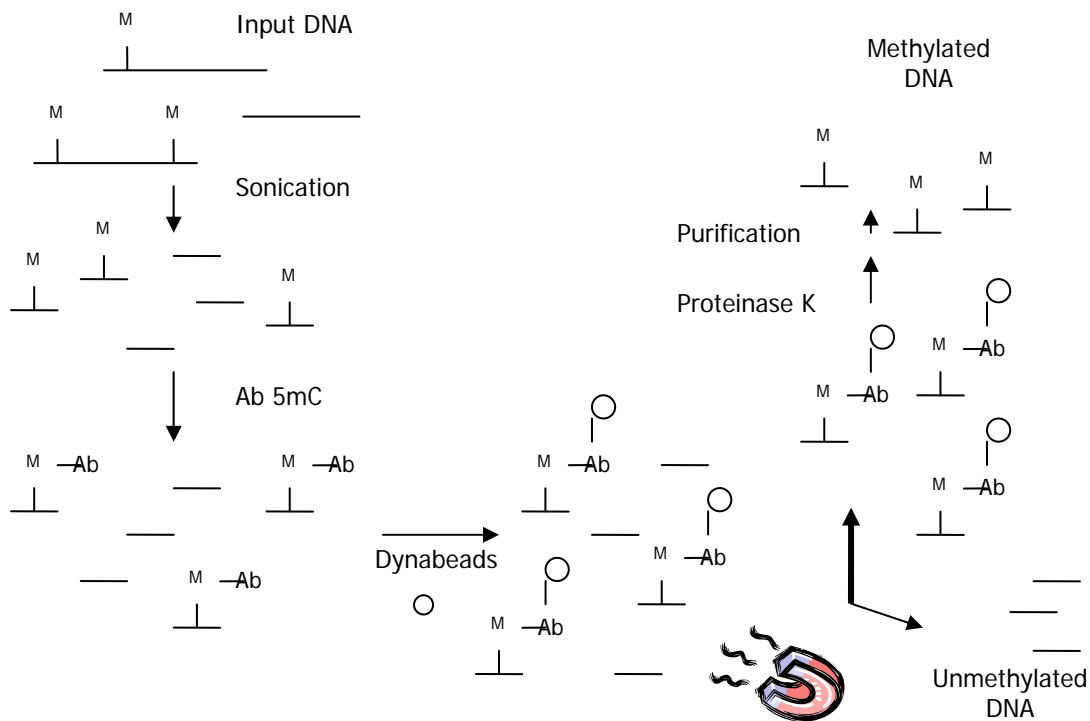 M
Input DNA
M
M
Sonication
M
M
M
Ab 5mC
M Ab
M Ab
M Ab
Dynabeads
M Ab
M Ab
M Ab
Methylated
DNA
M
M
M
Purification
Proteinase K
M Ab
M Ab
M Ab
Unmethylated
DNA